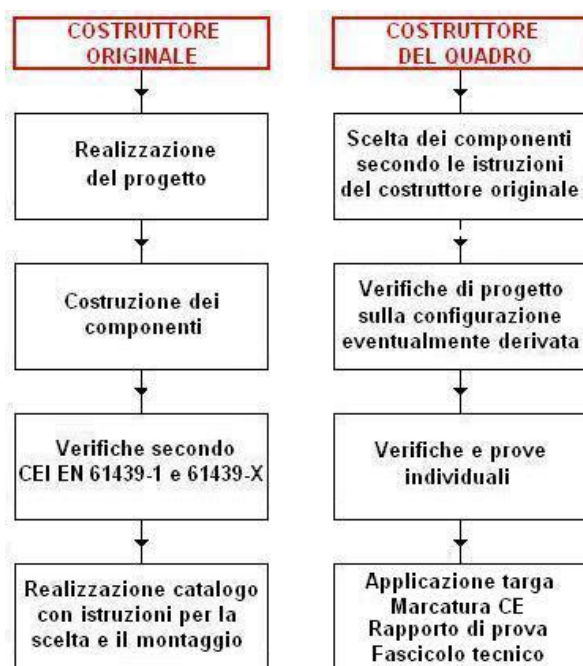 COSTRUTTORE
ORIGINALE
Realizzazione
del progetto
Costruzione dei
componenti
Verifiche secondo
CEI EN 61439-1 e 61439-X
Realizzazione catalogo
con istruzioni per la
scelta e il montaggio
COSTRUTTORE
DEL QUADRO
Scelta dei componenti
secondo le istruzioni
del costruttore originale
Verifiche di progetto
sulla configurazione
eventualmente derivata
Verifiche e prove
individuali
Applicazione targa
Marcatura CE
Rapporto di prova
Fascicolo tecnico